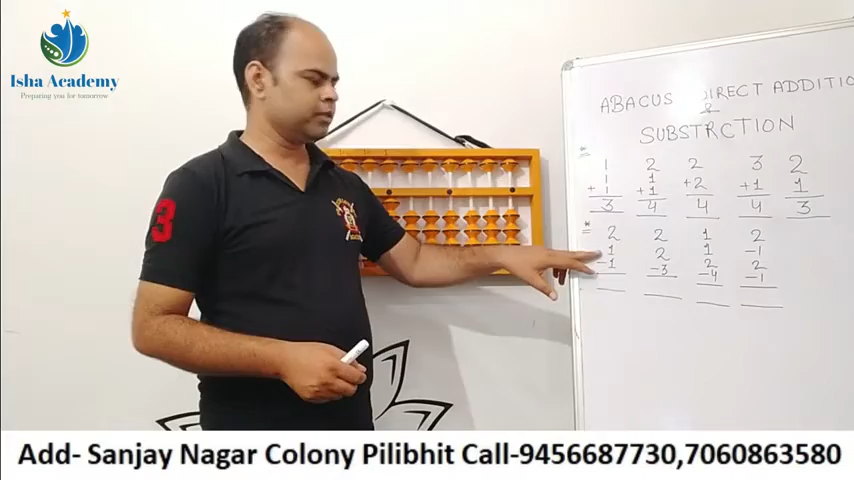 Isha Academy
Preparing you for tomorrow
3
ABACUS DIRECT ADDITIO
&
SUBSTRCTION
* 1 2 2 3 2
1 1 +2 +1 1
+1 +1
3 4 4 4 3
* 2 2 1 2
1 2 1 -1
-1 -3 2 2
-4 -1
Add- Sanjay Nagar Colony Pilibhit Call-9456687730,7060863580